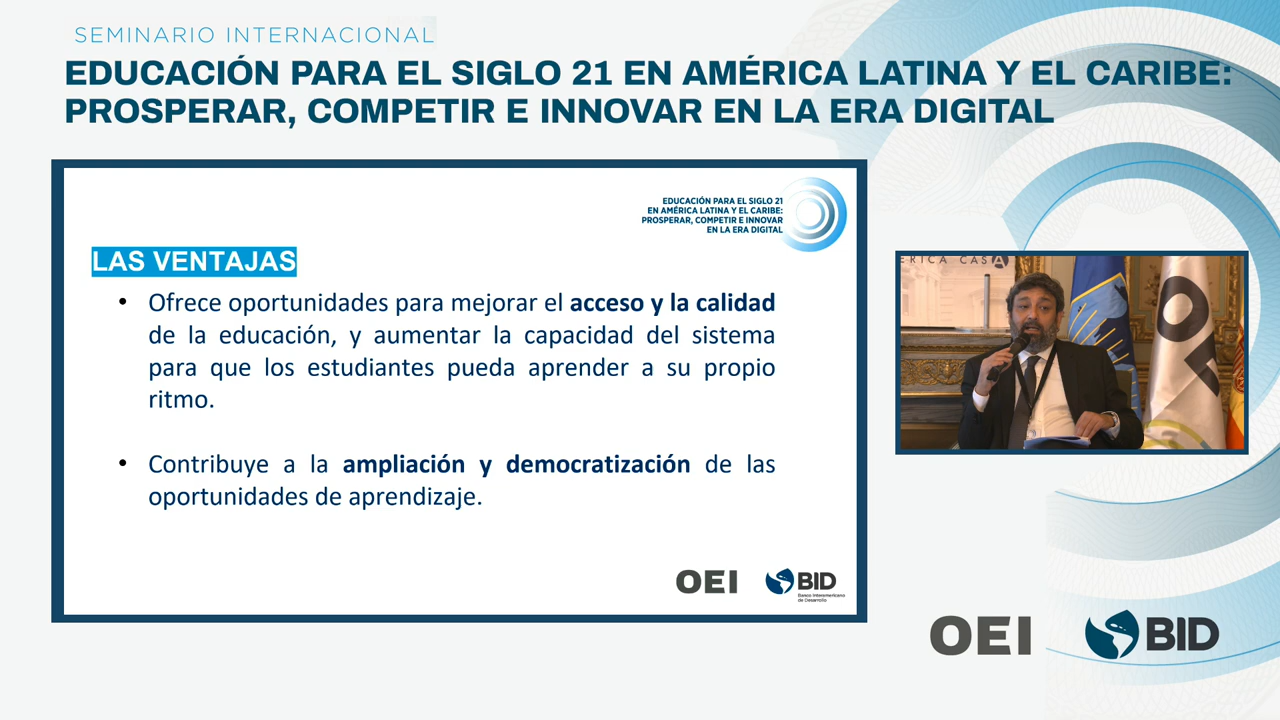 SEMINARIO INTERNACIONAL
EDUCACIÓN PARA EL SIGLO 21 EN AMÉRICA LATINA Y EL CARIBE:
PROSPERAR, COMPETIR E INNOVAR EN LA ERA DIGITAL
EDUCACIÓN PARA EL SIGLO 21
EN AMÉRICA LATINA Y EL CARIBE:
PROSPERAR, COMPETIR E INNOVAR
EN LA ERA DIGITAL
LAS VENTAJAS
• Ofrece oportunidades para mejorar el acceso y la calidad
de la educación, y aumentar la capacidad del sistema
para que los estudiantes pueda aprender a su propio
ritmo.
• Contribuye a la ampliación y democratización de las
oportunidades de aprendizaje.
OEI
BID
Banco Interamericano
de Desarrollo
ERICA CASA
OEI
OEI
BID